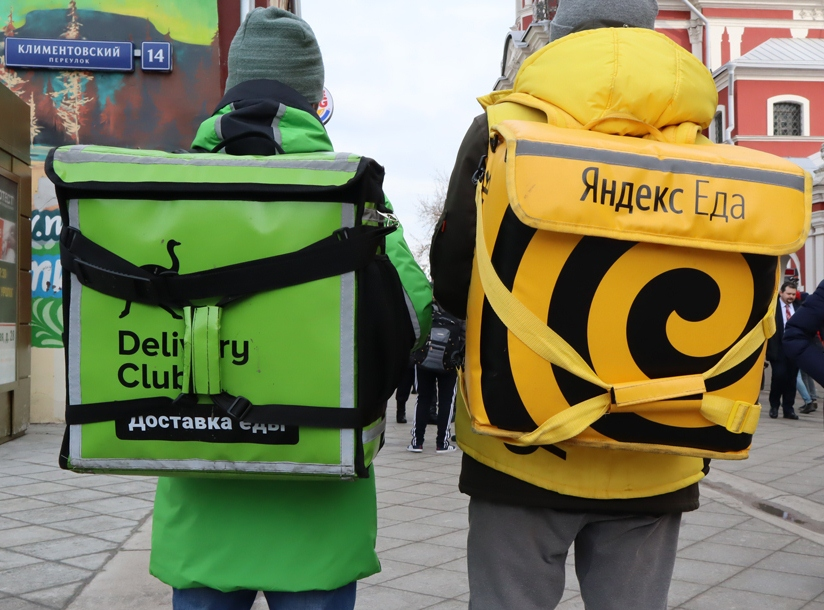 КЛИМЕНТОВСКИЙ
ПЕРЕУЛОК
14
Delivery
Club
Доставка еды
Яндекс Еда